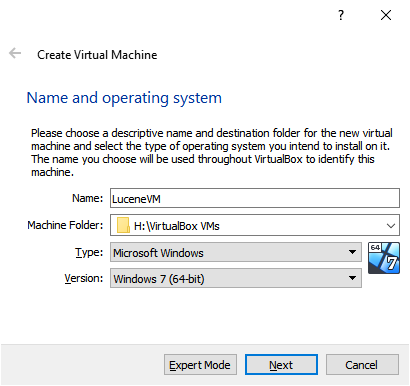 ?
Create Virtual Machine
Name and operating system
Please choose a descriptive name and destination folder for the new virtual
machine and select the type of operating system you intend to install on it.
The name you choose will be used throughout VirtualBox to identify this
machine.
Name: LuceneVM
Machine Folder: H:\VirtualBox VMs
Type: Microsoft Windows
64
7
Version: Windows 7 (64-bit)
Expert Mode Next Cancel